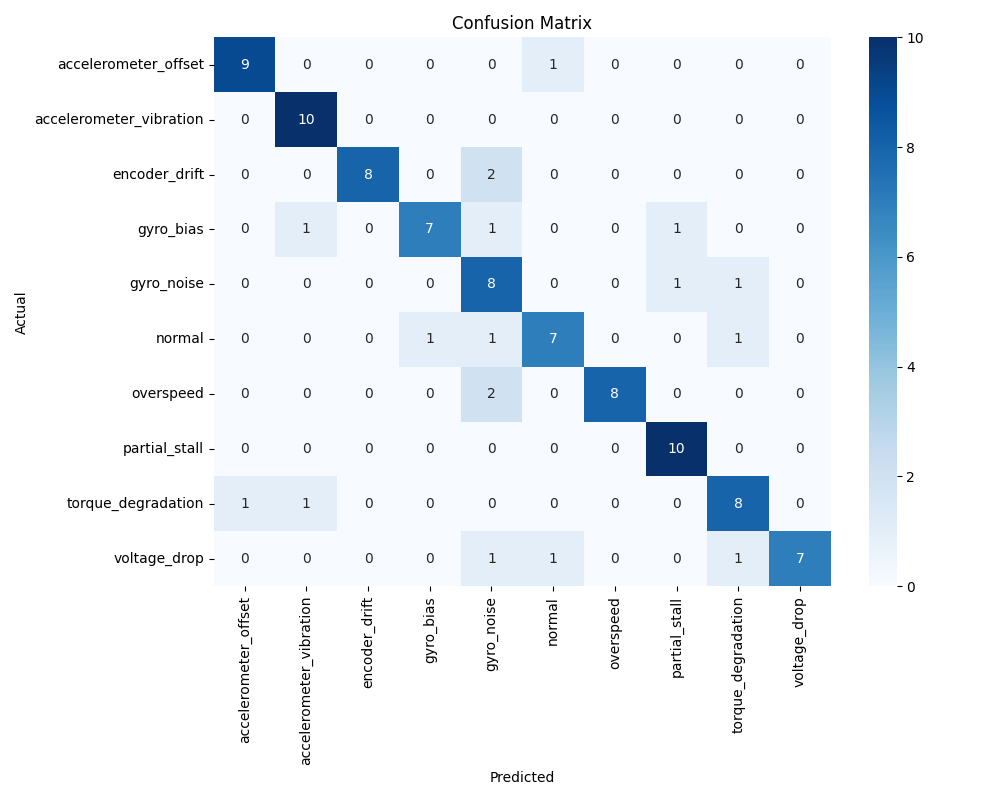 Confusion Matrix
accelerometer_offset 9 0 0 0 0 1 0 0 0 0
accelerometer_vibration 0 10 0 0 0 0 0 0 0 0
encoder_drift 0 0 8 0 2 0 0 0 0 0
gyro_bias 0 1 0 7 1 0 0 1 0 0
gyro_noise 0 0 0 0 8 0 0 1 1 0
normal 0 0 0 1 1 7 0 0 1 0
overspeed 0 0 0 0 2 0 8 0 0 0
partial_stall 0 0 0 0 0 0 0 10 0 0
torque_degradation 1 1 0 0 0 0 0 0 8 0
voltage_drop 0 0 0 0 1 1 0 0 1 7
Actual
accelerometer_offset
accelerometer_vibration
encoder_drift
gyro_bias
gyro_noise
normal
overspeed
partial_stall
torque_degradation
voltage_drop
Predicted
10
8
6
4
2
0